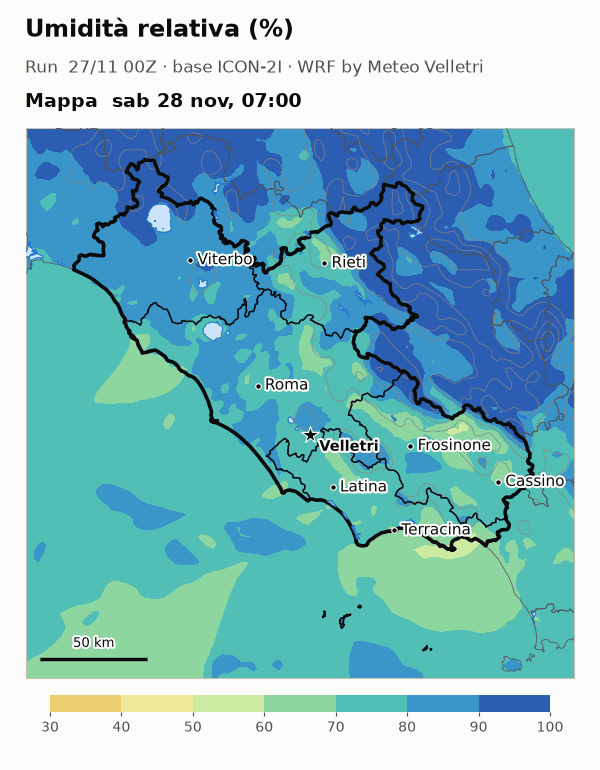 Umidità relativa (%)
Run  27/11 00Z · base ICON-2I · WRF by Meteo Velletri
Mappa  sab 28 nov, 07:00
Viterbo
Rieti
Roma
Velletri
Frosinone
Latina
Cassino
Terracina
50 km
30 40 50 60 70 80 90 100